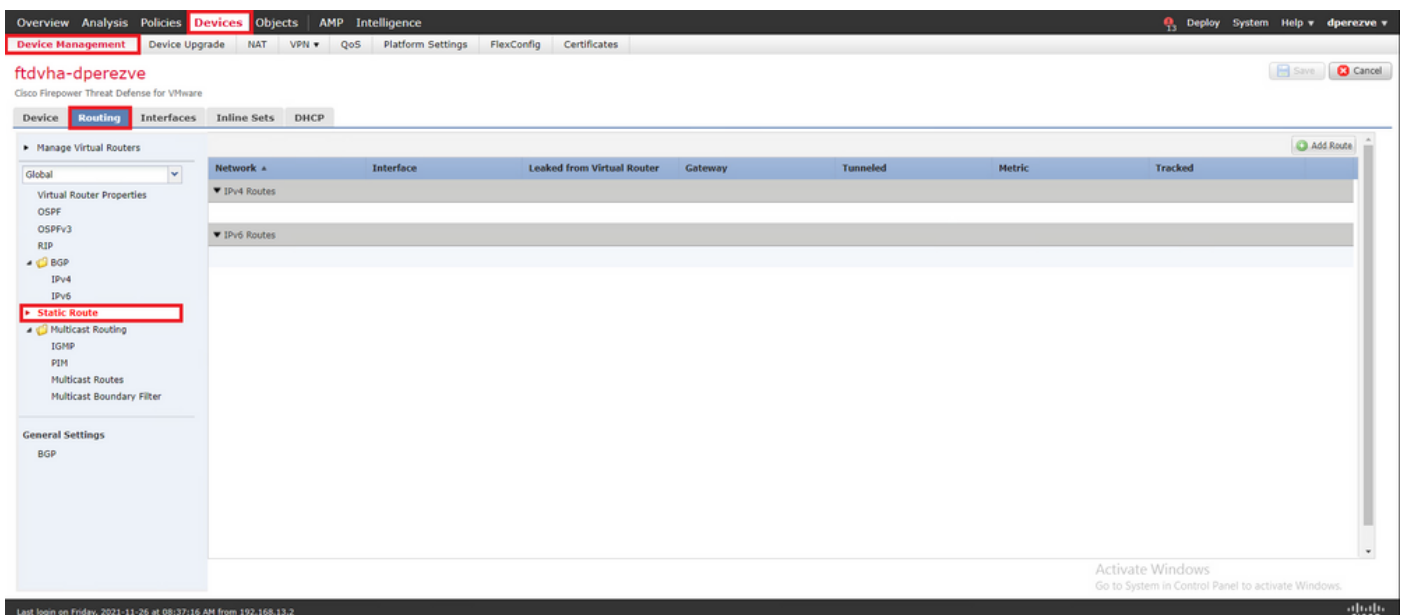 Overview Analysis Policies Devices Objects AMP Intelligence 13 Deploy System Help dperezve
Device Management Device Upgrade NAT VPN QoS Platform Settings FlexConfig Certificates
ftdvha-dperezve
Save Cancel
Cisco Firepower Threat Defense for VMware
Device Routing Interfaces Inline Sets DHCP
Manage Virtual Routers
Add Route
Global
Network Interface Leaked from Virtual Router Gateway Tunneled Metric Tracked
IPv4 Routes
IPv6 Routes
Virtual Router Properties
OSPF
OSPFv3
RIP
BGP
IPv4
IPv6
Static Route
Multicast Routing
IGMP
PIM
Multicast Routes
Multicast Boundary Filter
General Settings
BGP
Activate Windows
Go to System in Control Panel to activate Windows.
Last login on Friday, 2021-11-26 at 08:37:16 AM from 192.168.13.2
cisco